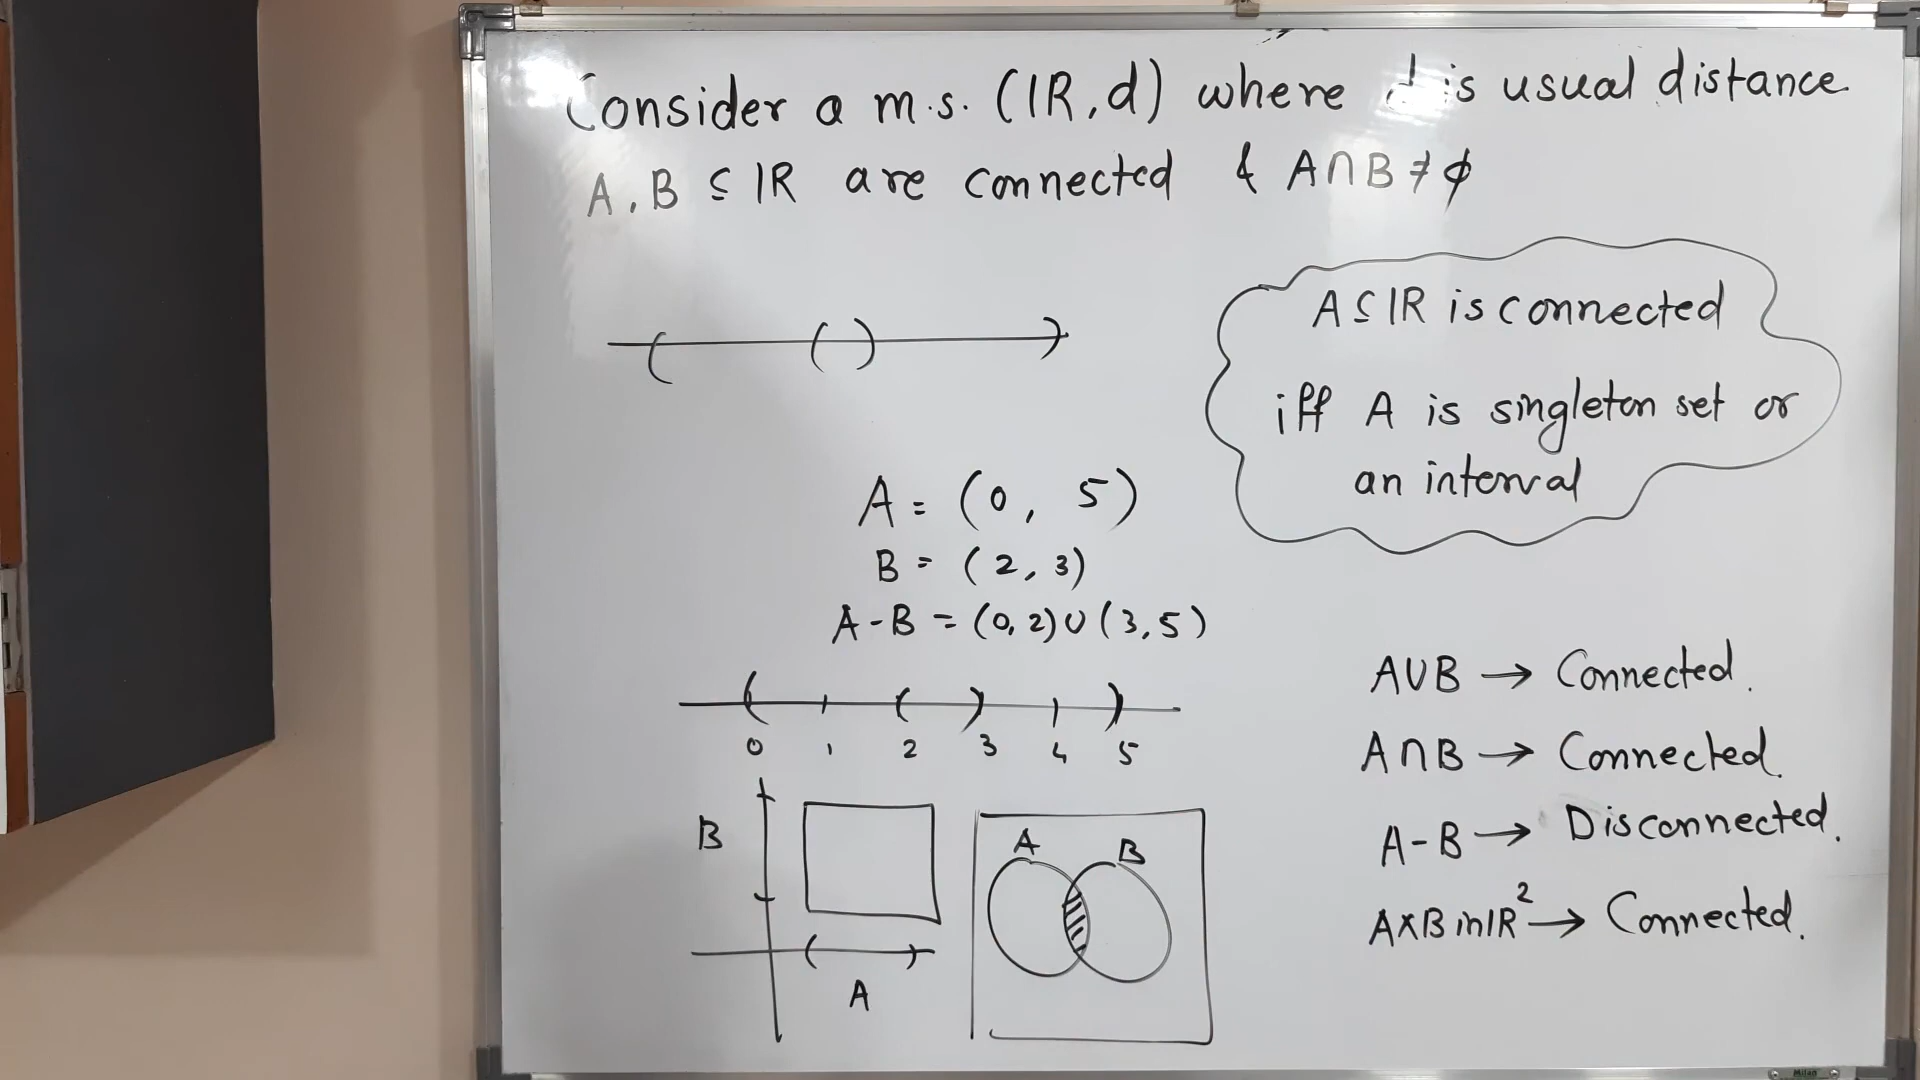 Consider a m.s. (IR, d) where d is usual distance.
A, B ⊆ IR are connected & A∩B ≠ ϕ
A ⊆ IR is connected
iff A is singleton set or
an interval
A = (0, 5)
B = (2, 3)
A - B = (0, 2) ∪ (3, 5)
0 1 2 3 4 5
A∪B → Connected.
A∩B → Connected.
A-B → Disconnected.
A×B in IR² → Connected.
B
A
A B
Milan